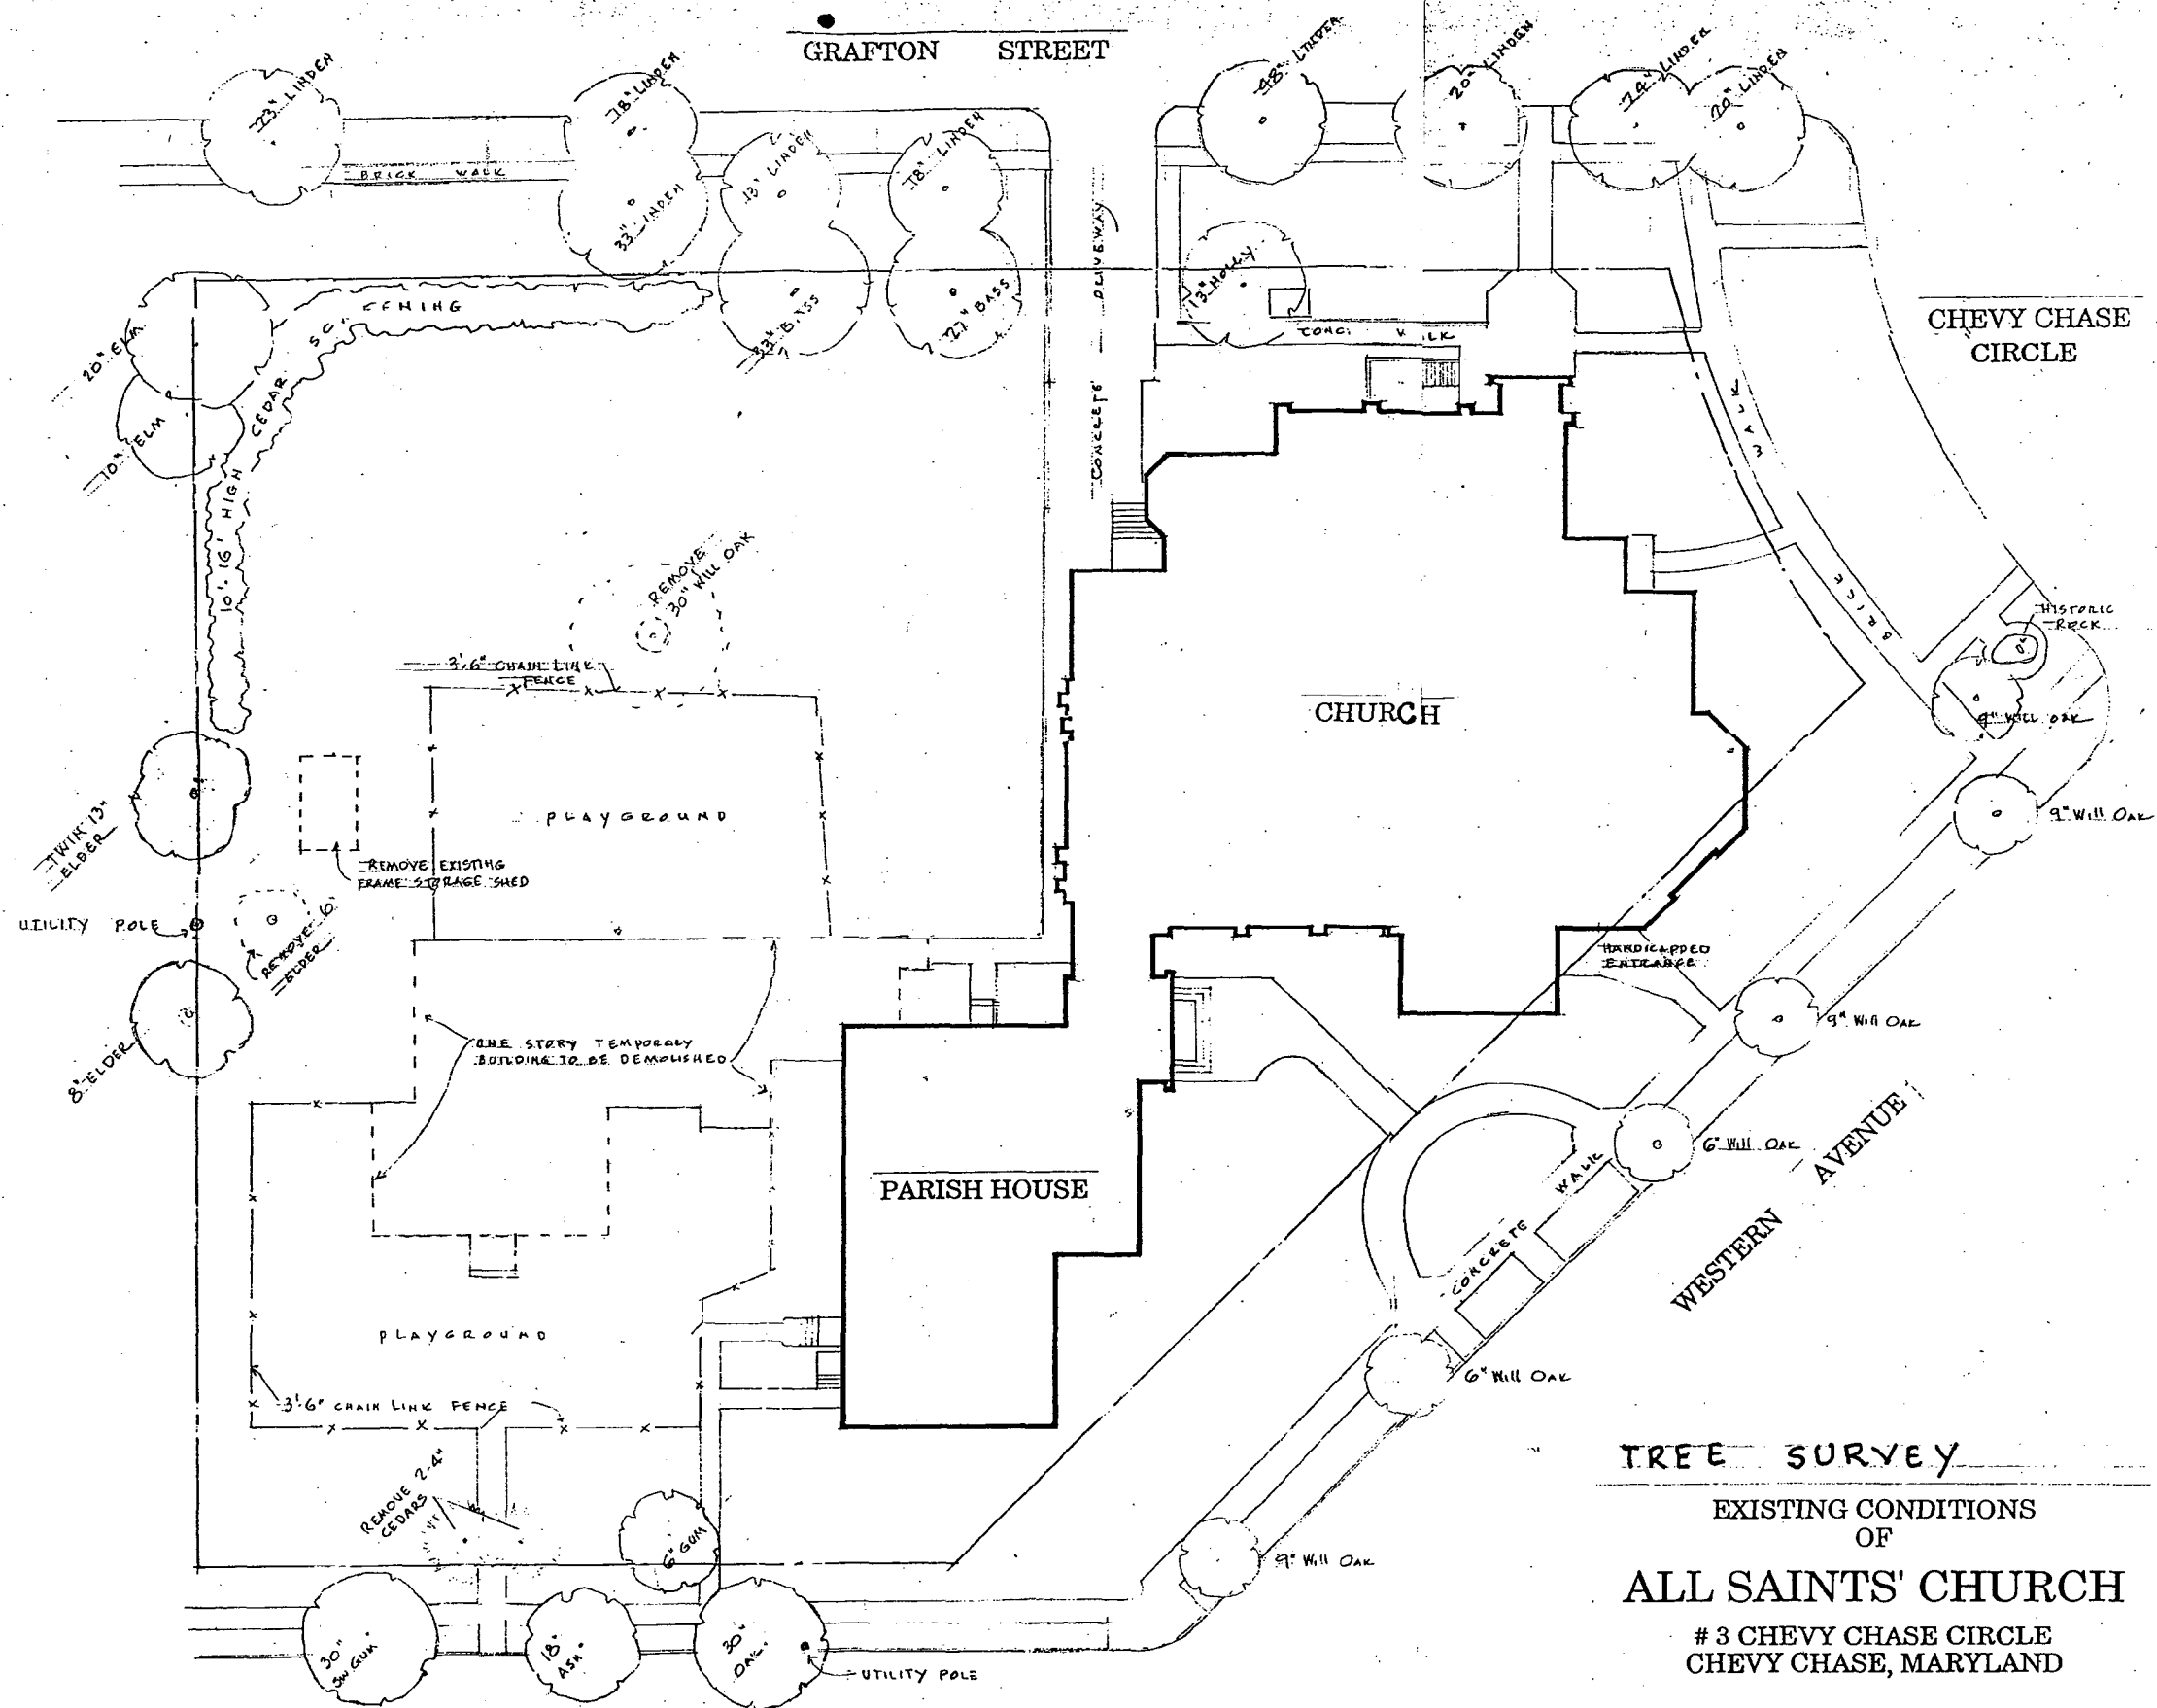 GRAFTON STREET
23" LINDEN
18" LINDEN
33" LINDEN
13" LINDEN
18" LINDEN
48" LINDEN
20" LINDEN
24" LINDEN
20" LINDEN
BRICK WALK
33" BASS
27" BASS
13" HOLLY
CONCRETE DRIVEWAY
CONC. WALK
CHEVY CHASE
CIRCLE
20" ELM
10" ELM
10'-16' HIGH CEDAR SCREENING
BRICK WALK
REMOVE
30" WILL OAK
3'6" CHAIN LINK
FENCE
HISTORIC
ROCK
9" WILL OAK
CHURCH
PLAYGROUND
9" Will OAK
TWIN 13"
ELDER
REMOVE EXISTING
FRAME STORAGE SHED
UTILITY POLE
REMOVE 6"
ELDER
HANDICAPPED
ENTRANCE
8" ELDER
9" Will OAK
ONE STORY TEMPORARY
BUILDING TO BE DEMOLISHED
6" Will OAK
PARISH HOUSE
CONCRETE WALK
WESTERN AVENUE
PLAYGROUND
3'6" CHAIN LINK FENCE
6" Will OAK
REMOVE 2-4"
CEDARS
6" GUM
9" Will OAK
30"
SW. GUM
18"
ASH
30"
OAK
UTILITY POLE
TREE SURVEY
EXISTING CONDITIONS
OF
ALL SAINTS' CHURCH
# 3 CHEVY CHASE CIRCLE
CHEVY CHASE, MARYLAND